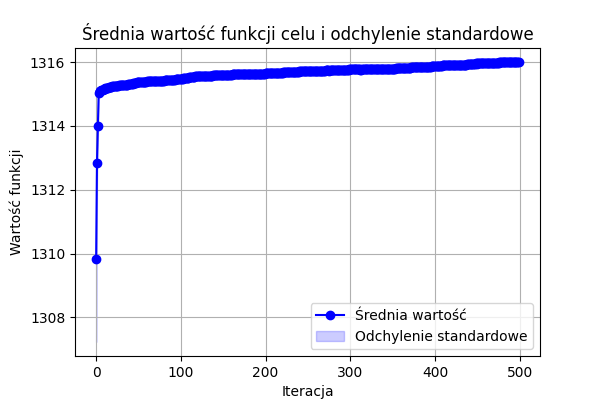 Średnia wartość funkcji celu i odchylenie standardowe
Wartość funkcji
1316
1314
1312
1310
1308
Średnia wartość
Odchylenie standardowe
0 100 200 300 400 500
Iteracja